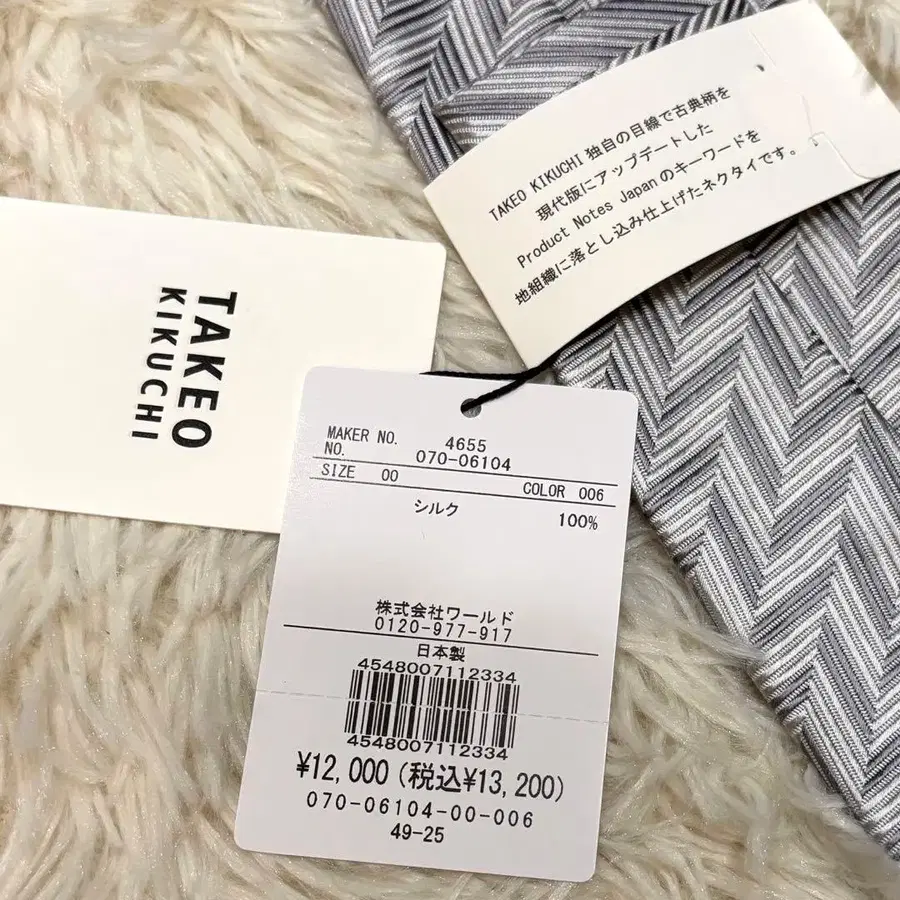 TAKEO KIKUCHI 独自の目線で古典柄を
現代版にアップデートした
Product Notes Japanのキーワードを
地組織に落とし込み仕上げたネクタイです。
TAKEO
KIKUCHI
MAKER NO. 4655
NO. 070-06104
SIZE 00 COLOR 006
シルク 100%
株式会社ワールド
0120-977-917
日本製
4548007112334
4548007112334
¥12,000(税込¥13,200)
070-06104-00-006
49-25